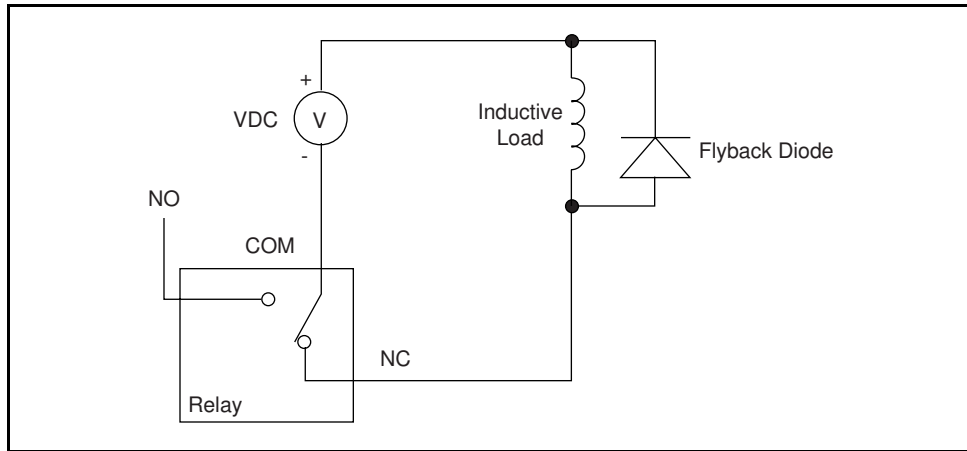 +
VDC
V
-
Inductive
Load
Flyback Diode
NO
COM
NC
Relay